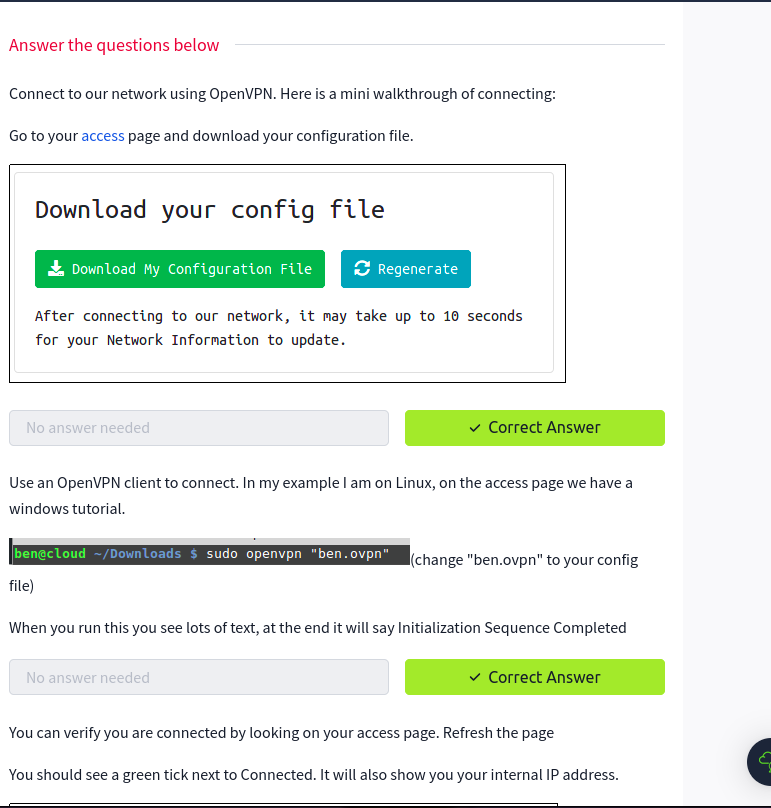 Answer the questions below
Connect to our network using OpenVPN. Here is a mini walkthrough of connecting:
Go to your access page and download your configuration file.
Download your config file
Download My Configuration File
Regenerate
After connecting to our network, it may take up to 10 seconds
for your Network Information to update.
No answer needed
Correct Answer
Use an OpenVPN client to connect. In my example I am on Linux, on the access page we have a
windows tutorial.
ben@cloud ~/Downloads $ sudo openvpn "ben.ovpn" (change "ben.ovpn" to your config
file)
When you run this you see lots of text, at the end it will say Initialization Sequence Completed
No answer needed
Correct Answer
You can verify you are connected by looking on your access page. Refresh the page
You should see a green tick next to Connected. It will also show you your internal IP address.